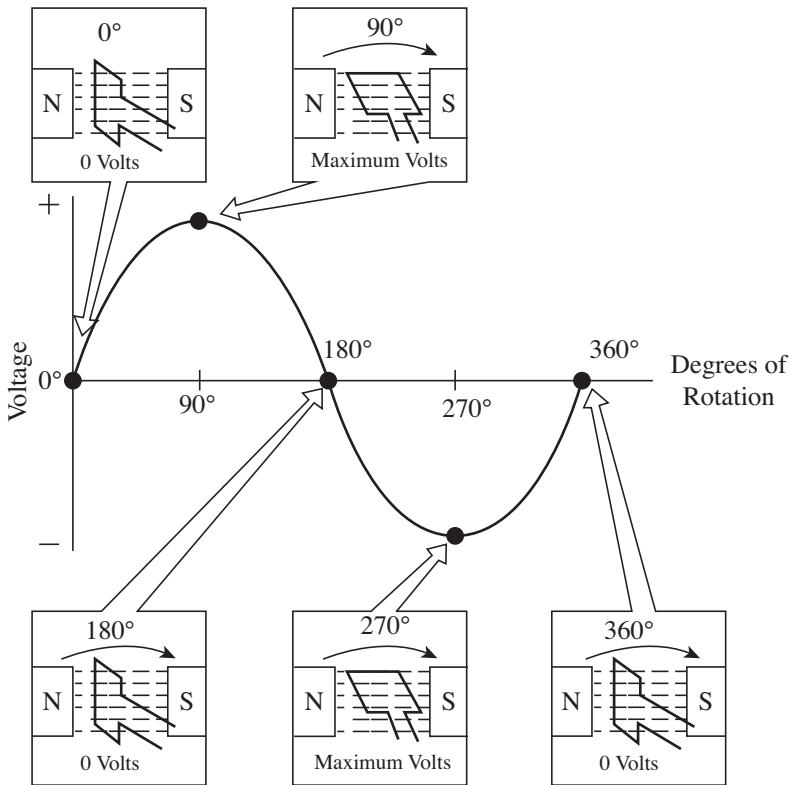 0°
N
S
0 Volts
90°
N
S
Maximum Volts
+
Voltage
0°
90°
180°
270°
360°
Degrees of
Rotation
–
180°
N
S
0 Volts
270°
N
S
Maximum Volts
360°
N
S
0 Volts